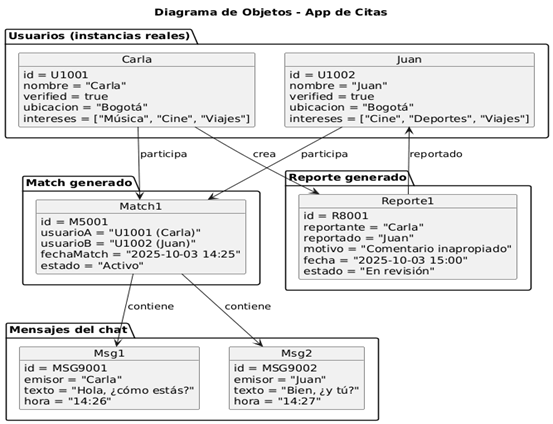 Diagrama de Objetos - App de Citas
Usuarios (instancias reales)
Carla
id = U1001
nombre = "Carla"
verified = true
ubicacion = "Bogotá"
intereses = ["Música", "Cine", "Viajes"]
Juan
id = U1002
nombre = "Juan"
verified = true
ubicacion = "Bogotá"
intereses = ["Cine", "Deportes", "Viajes"]
participa
crea
participa
reportado
Match generado
Match1
id = M5001
usuarioA = "U1001 (Carla)"
usuarioB = "U1002 (Juan)"
fechaMatch = "2025-10-03 14:25"
estado = "Activo"
Reporte generado
Reporte1
id = R8001
reportante = "Carla"
reportado = "Juan"
motivo = "Comentario inapropiado"
fecha = "2025-10-03 15:00"
estado = "En revisión"
contiene
contiene
Mensajes del chat
Msg1
id = MSG9001
emisor = "Carla"
texto = "Hola, ¿cómo estás?"
hora = "14:26"
Msg2
id = MSG9002
emisor = "Juan"
texto = "Bien, ¿y tú?"
hora = "14:27"